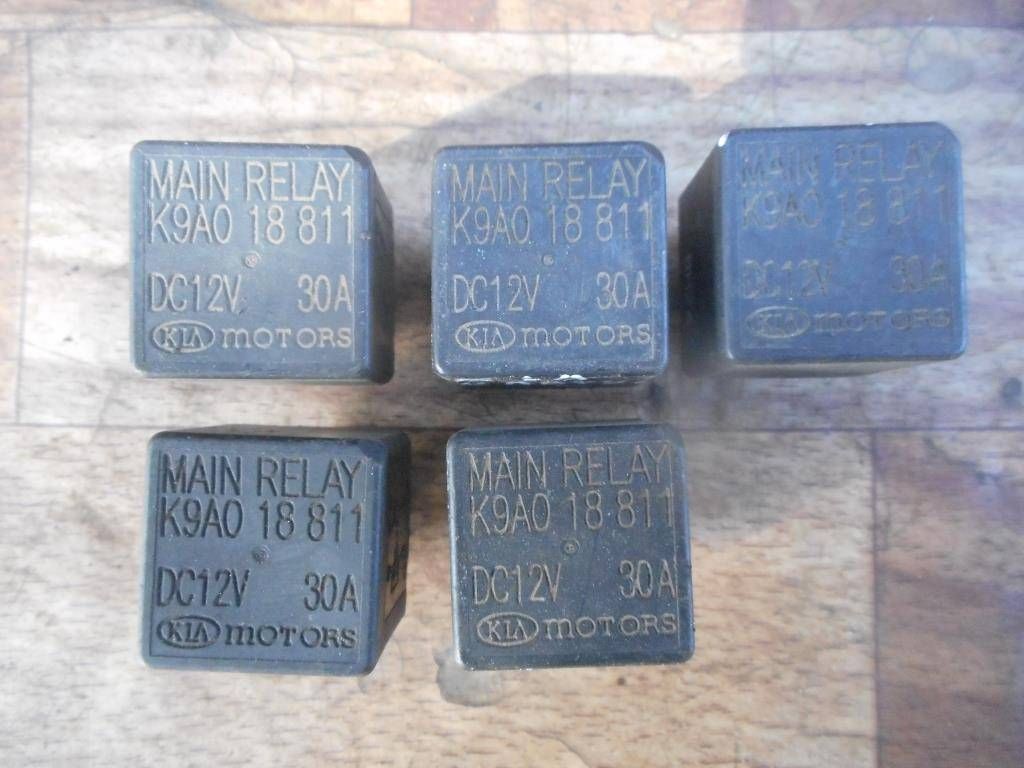 MAIN RELAY
K9A0 18 811
DC12V 30A
KIA MOTORS
MAIN RELAY
K9A0 18 811
DC12V 30A
KIA MOTORS
MAIN RELAY
K9A0 18 811
DC12V 30A
KIA MOTORS
MAIN RELAY
K9A0 18 811
DC12V 30A
KIA MOTORS
MAIN RELAY
K9A0 18 811
DC12V 30A
KIA MOTORS